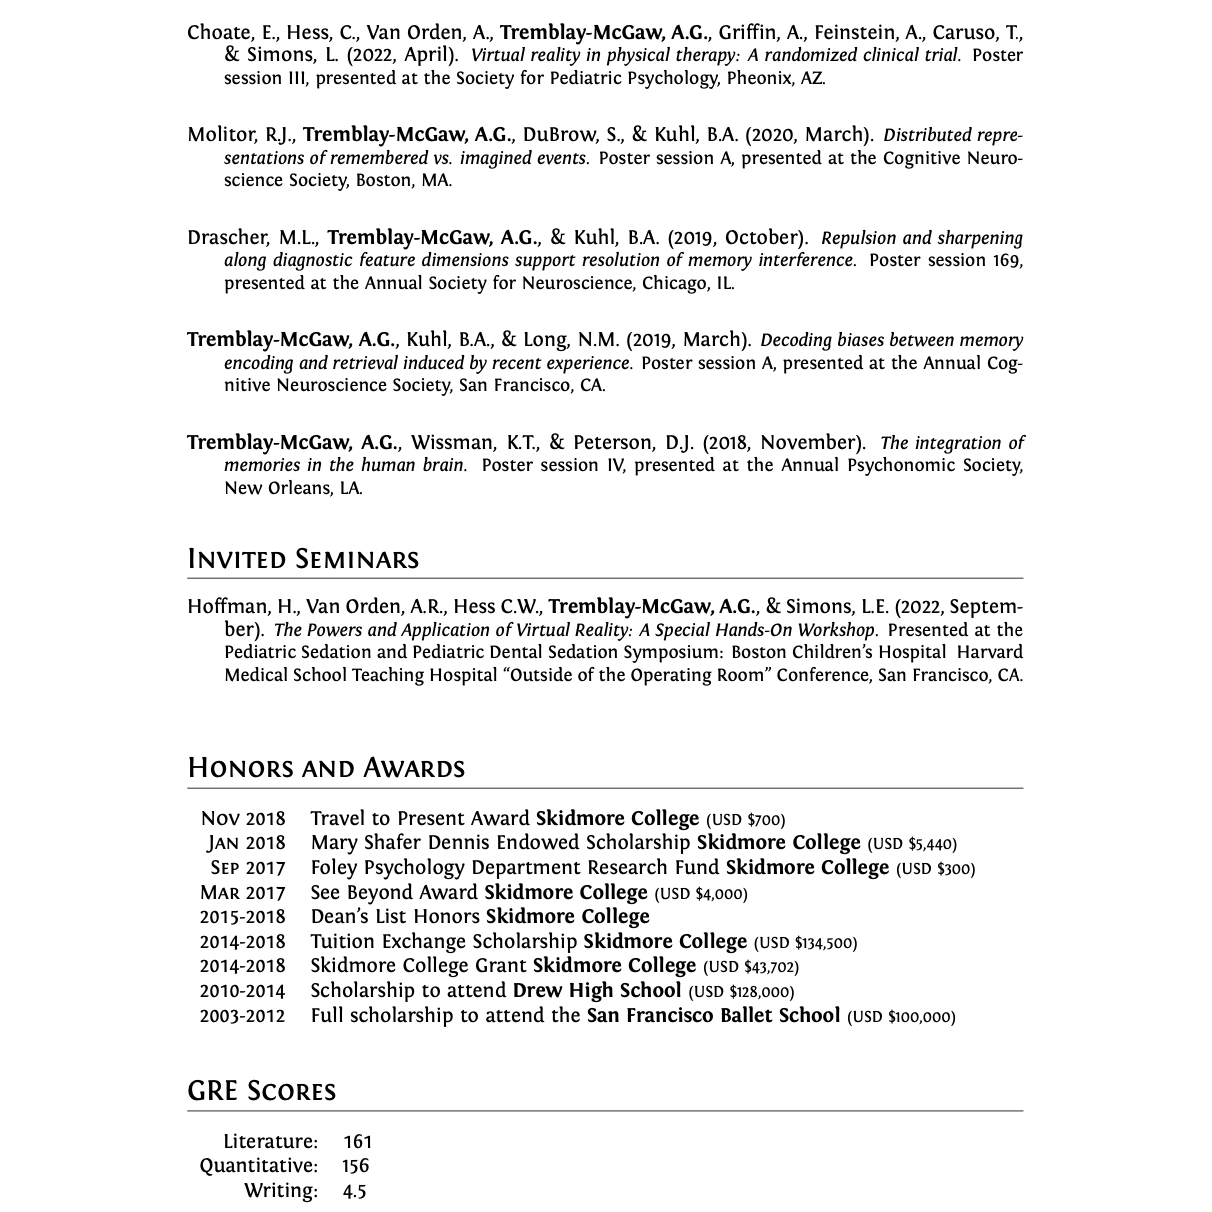 Choate, E., Hess, C., Van Orden, A., Tremblay-McGaw, A.G., Griffin, A., Feinstein, A., Caruso, T.,
& Simons, L. (2022, April). Virtual reality in physical therapy: A randomized clinical trial. Poster
session III, presented at the Society for Pediatric Psychology, Pheonix, AZ.
Molitor, R.J., Tremblay-McGaw, A.G., DuBrow, S., & Kuhl, B.A. (2020, March). Distributed repre-
sentations of remembered vs. imagined events. Poster session A, presented at the Cognitive Neuro-
science Society, Boston, MA.
Drascher, M.L., Tremblay-McGaw, A.G., & Kuhl, B.A. (2019, October). Repulsion and sharpening
along diagnostic feature dimensions support resolution of memory interference. Poster session 169,
presented at the Annual Society for Neuroscience, Chicago, IL.
Tremblay-McGaw, A.G., Kuhl, B.A., & Long, N.M. (2019, March). Decoding biases between memory
encoding and retrieval induced by recent experience. Poster session A, presented at the Annual Cog-
nitive Neuroscience Society, San Francisco, CA.
Tremblay-McGaw, A.G., Wissman, K.T., & Peterson, D.J. (2018, November). The integration of
memories in the human brain. Poster session IV, presented at the Annual Psychonomic Society,
New Orleans, LA.
Invited Seminars
Hoffman, H., Van Orden, A.R., Hess C.W., Tremblay-McGaw, A.G., & Simons, L.E. (2022, Septem-
ber). The Powers and Application of Virtual Reality: A Special Hands-On Workshop. Presented at the
Pediatric Sedation and Pediatric Dental Sedation Symposium: Boston Children's Hospital Harvard
Medical School Teaching Hospital "Outside of the Operating Room" Conference, San Francisco, CA.
Honors and Awards
Nov 2018 Travel to Present Award Skidmore College (USD $700)
Jan 2018 Mary Shafer Dennis Endowed Scholarship Skidmore College (USD $5,440)
Sep 2017 Foley Psychology Department Research Fund Skidmore College (USD $300)
Mar 2017 See Beyond Award Skidmore College (USD $4,000)
2015-2018 Dean's List Honors Skidmore College
2014-2018 Tuition Exchange Scholarship Skidmore College (USD $134,500)
2014-2018 Skidmore College Grant Skidmore College (USD $43,702)
2010-2014 Scholarship to attend Drew High School (USD $128,000)
2003-2012 Full scholarship to attend the San Francisco Ballet School (USD $100,000)
GRE Scores
Literature: 161
Quantitative: 156
Writing: 4.5